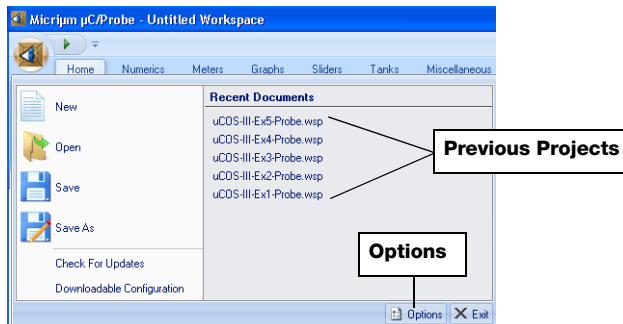 Micriµm µC/Probe - Untitled Workspace
Home Numerics Meters Graphs Sliders Tanks Miscellaneous
New
Open
Save
Save As
Check For Updates
Downloadable Configuration
Recent Documents
uCOS-III-Ex5-Probe.wsp
uCOS-III-Ex4-Probe.wsp
uCOS-III-Ex3-Probe.wsp
uCOS-III-Ex2-Probe.wsp
uCOS-III-Ex1-Probe.wsp
Previous Projects
Options
Options Exit